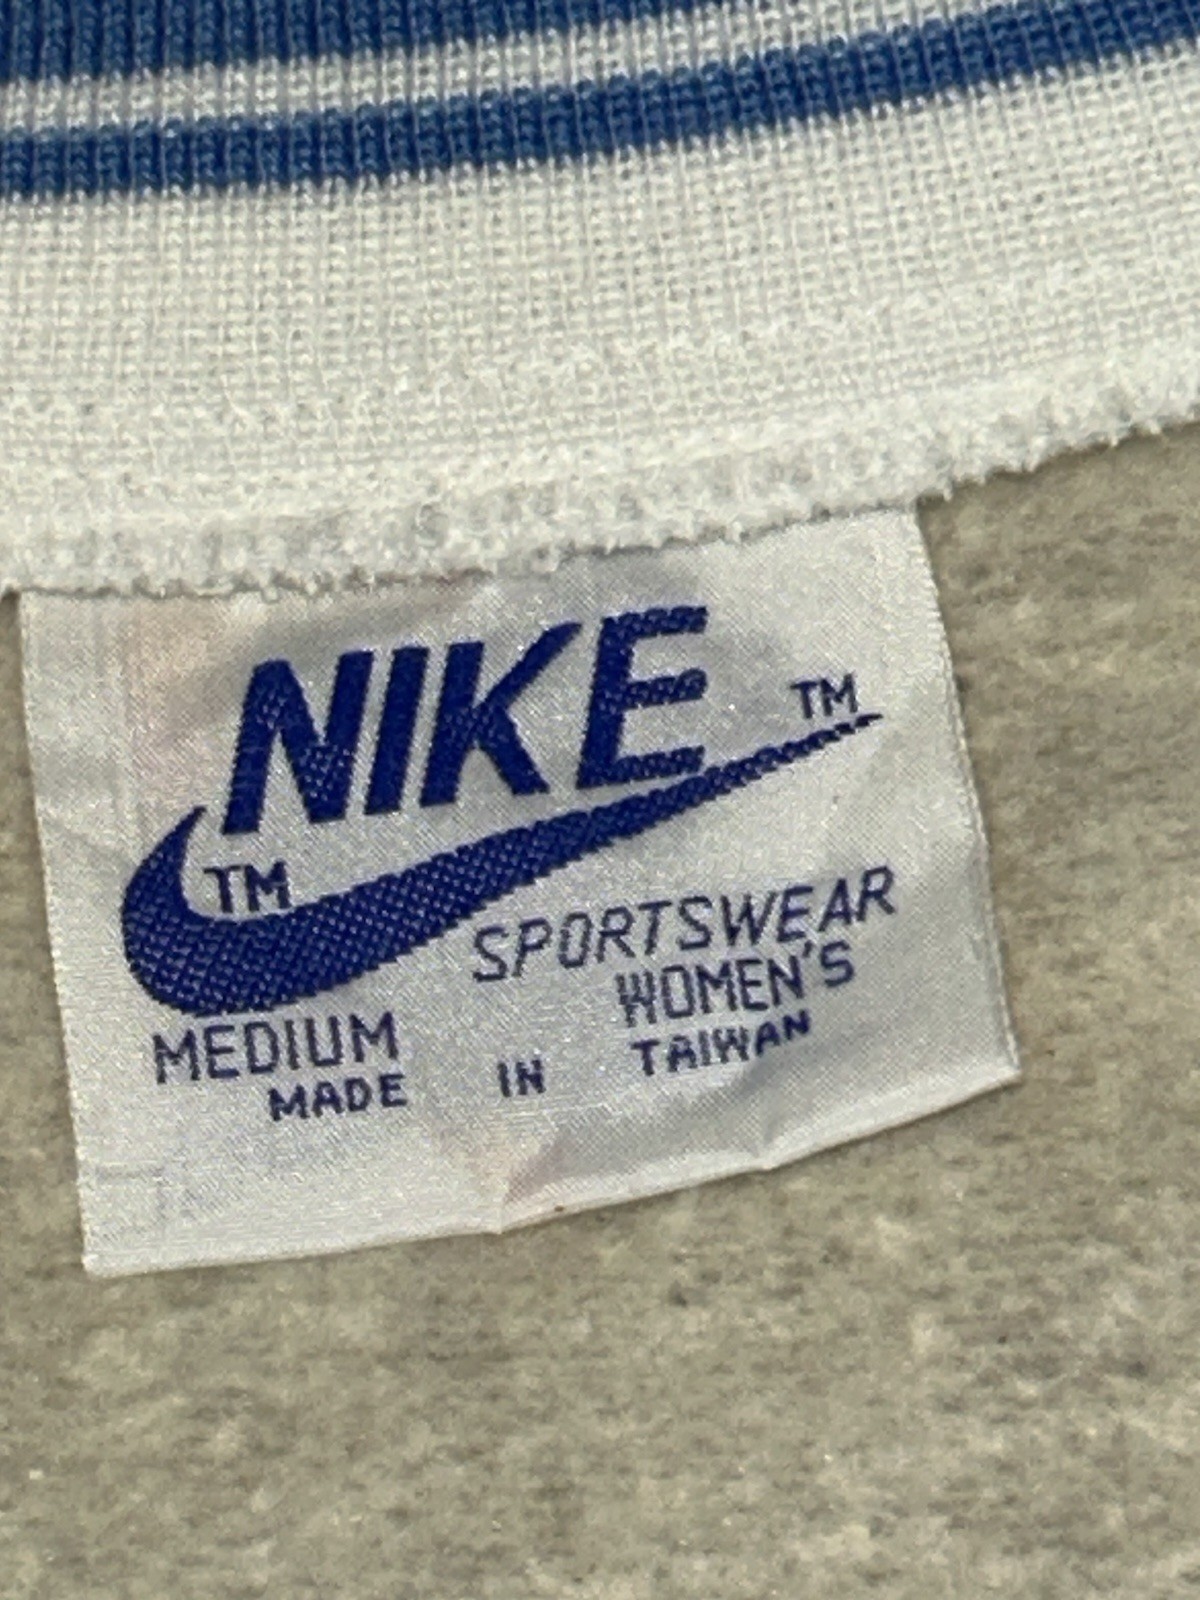 NIKE TM
TM
SPORTSWEAR
WOMEN'S
MEDIUM
MADE IN TAIWAN